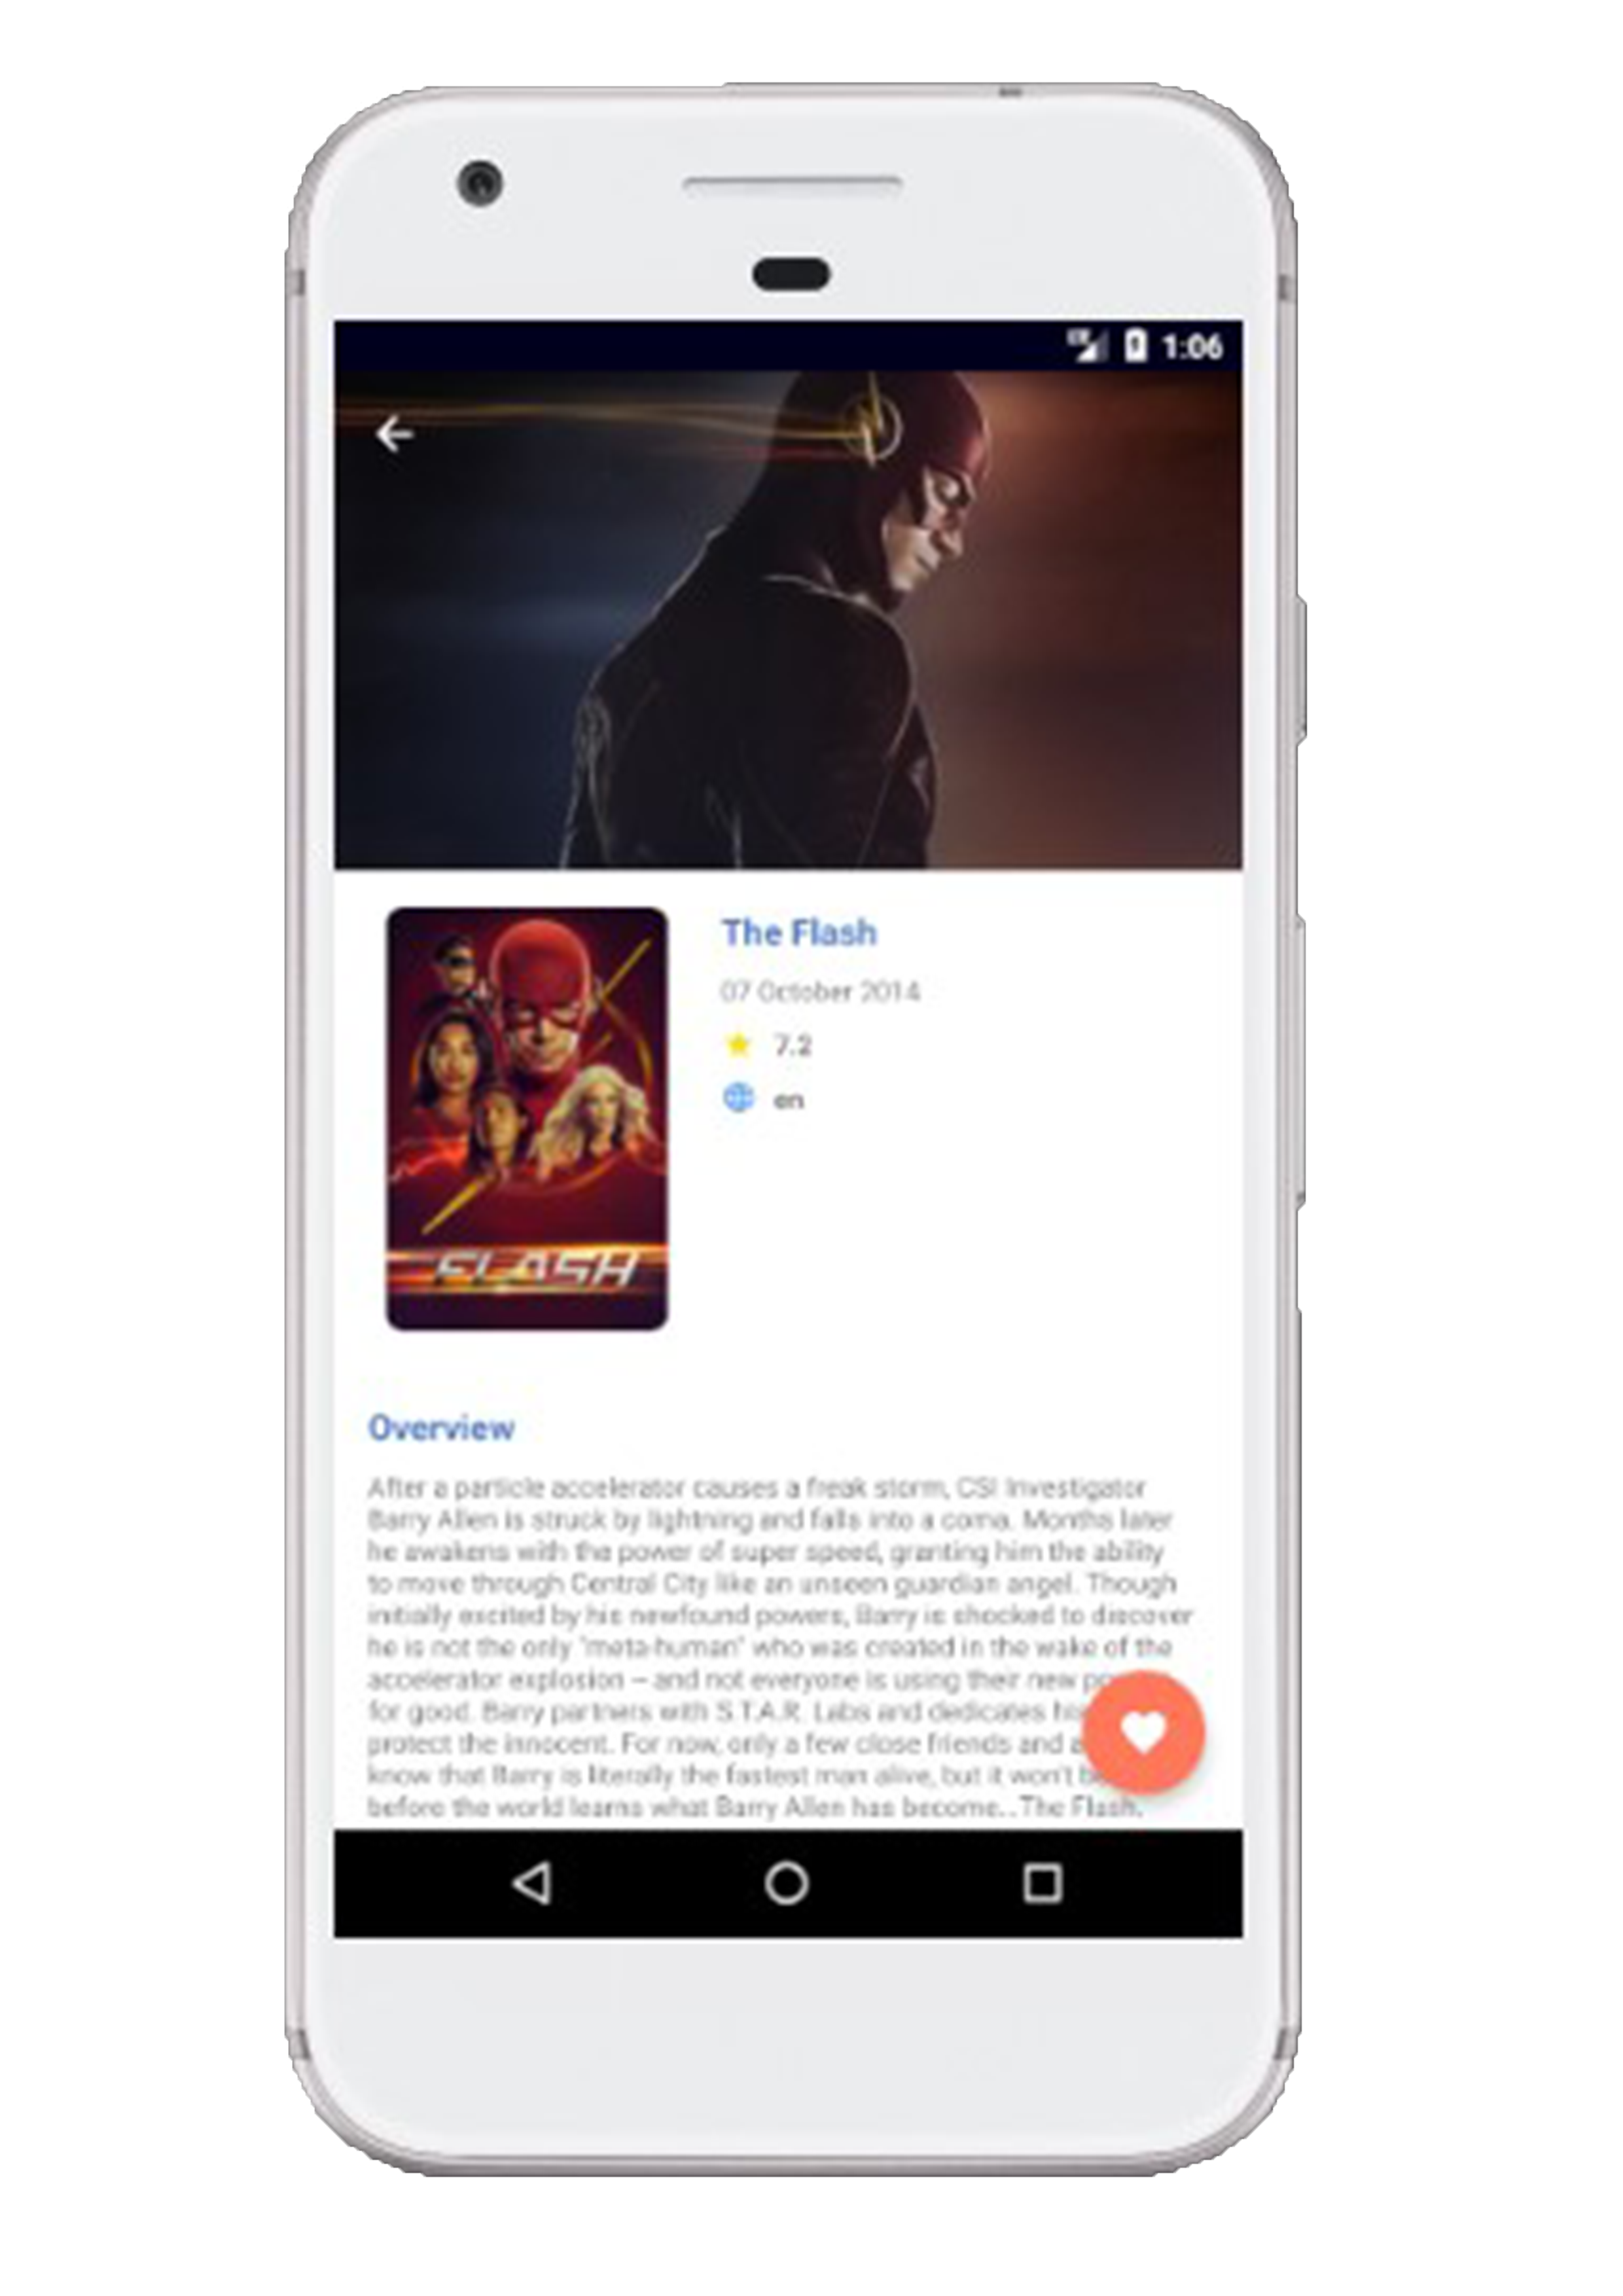 1:06
The Flash
07 October 2014
7.2
en
FLASH
Overview
After a particle accelerator causes a freak storm, CSI Investigator
Barry Allen is struck by lightning and falls into a coma. Months later
he awakens with the power of super speed, granting him the ability
to move through Central City like an unseen guardian angel. Though
initially excited by his newfound powers, Barry is shocked to discover
he is not the only "meta-human" who was created in the wake of the
accelerator explosion -- and not everyone is using their new
for good. Barry partners with S.T.A.R. Labs and dedicates
protect the innocent. For now, only a few close friends and
know that Barry is literally the fastest man alive, but it won't
before the world learns what Barry Allen has become...The Flash.